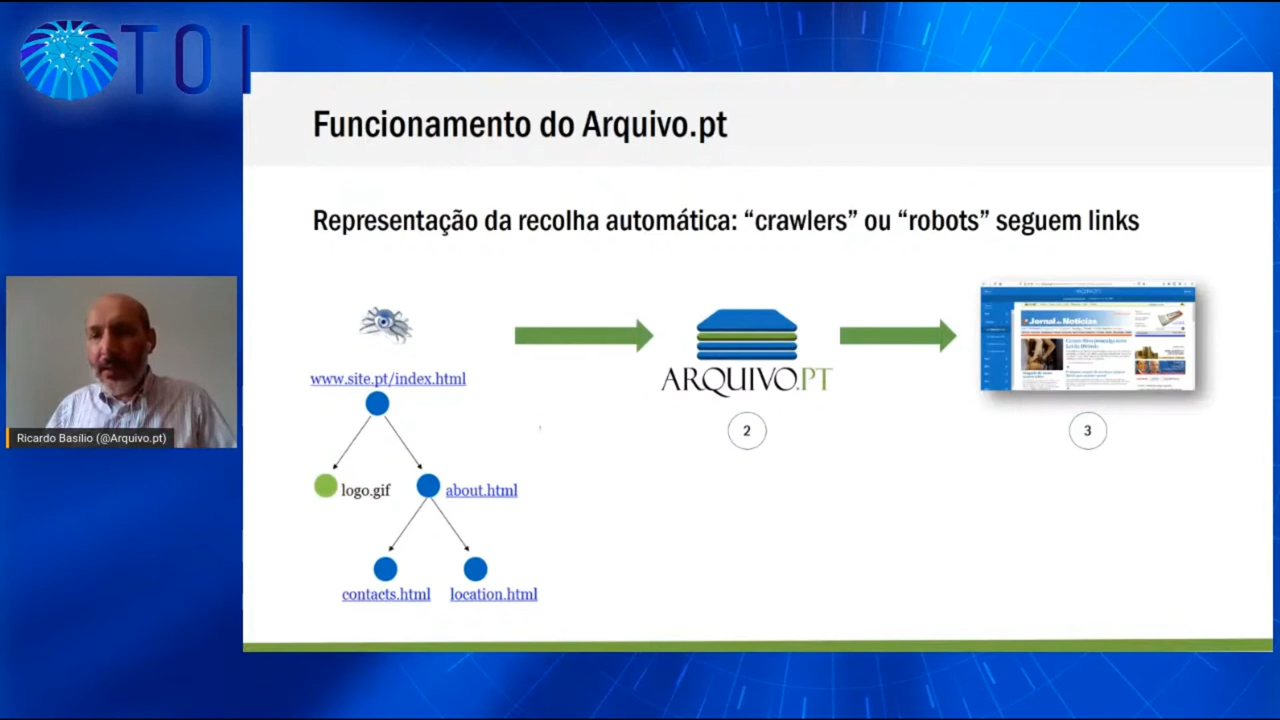 TOI
Funcionamento do Arquivo.pt
Representação da recolha automática: “crawlers” ou “robots” seguem links
www.site.pt/index.html
logo.gif
about.html
contacts.html
location.html
ARQUIVO.PT
2
Jornal de Notícias
3
Ricardo Basílio (@Arquivo.pt)